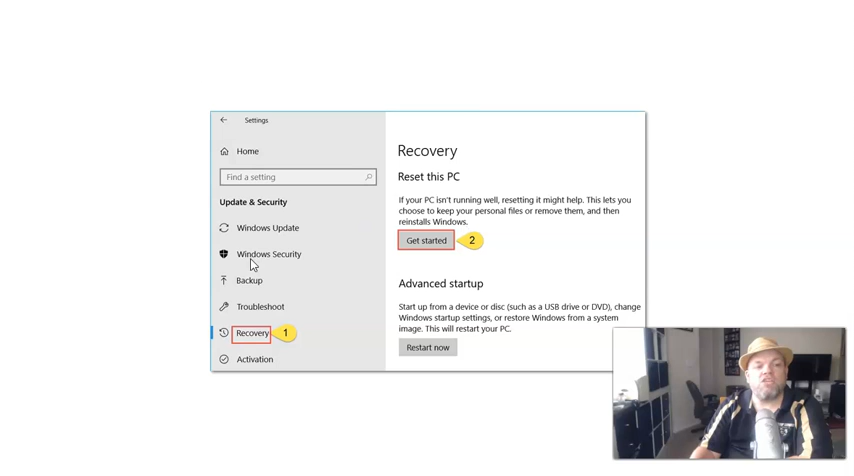 Settings
Home
Find a setting
Update & Security
Windows Update
Windows Security
Backup
Troubleshoot
Recovery
1
Activation
Recovery
Reset this PC
If your PC isn't running well, resetting it might help. This lets you
choose to keep your personal files or remove them, and then
reinstalls Windows.
Get started
2
Advanced startup
Start up from a device or disc (such as a USB drive or DVD), change
Windows startup settings, or restore Windows from a system
image. This will restart your PC.
Restart now